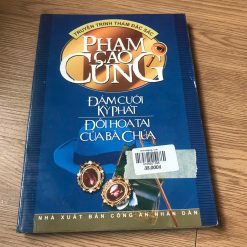 TRUYỆN TRINH THÁM ĐẶC SẮC
PHẠM
CAO
CỦNG
ĐÁM CƯỚI
KỲ PHÁT
ĐÔI HOA TAI
CỦA BÀ CHÚA
NHÀ XUẤT BẢN CÔNG AN NHÂN DÂN